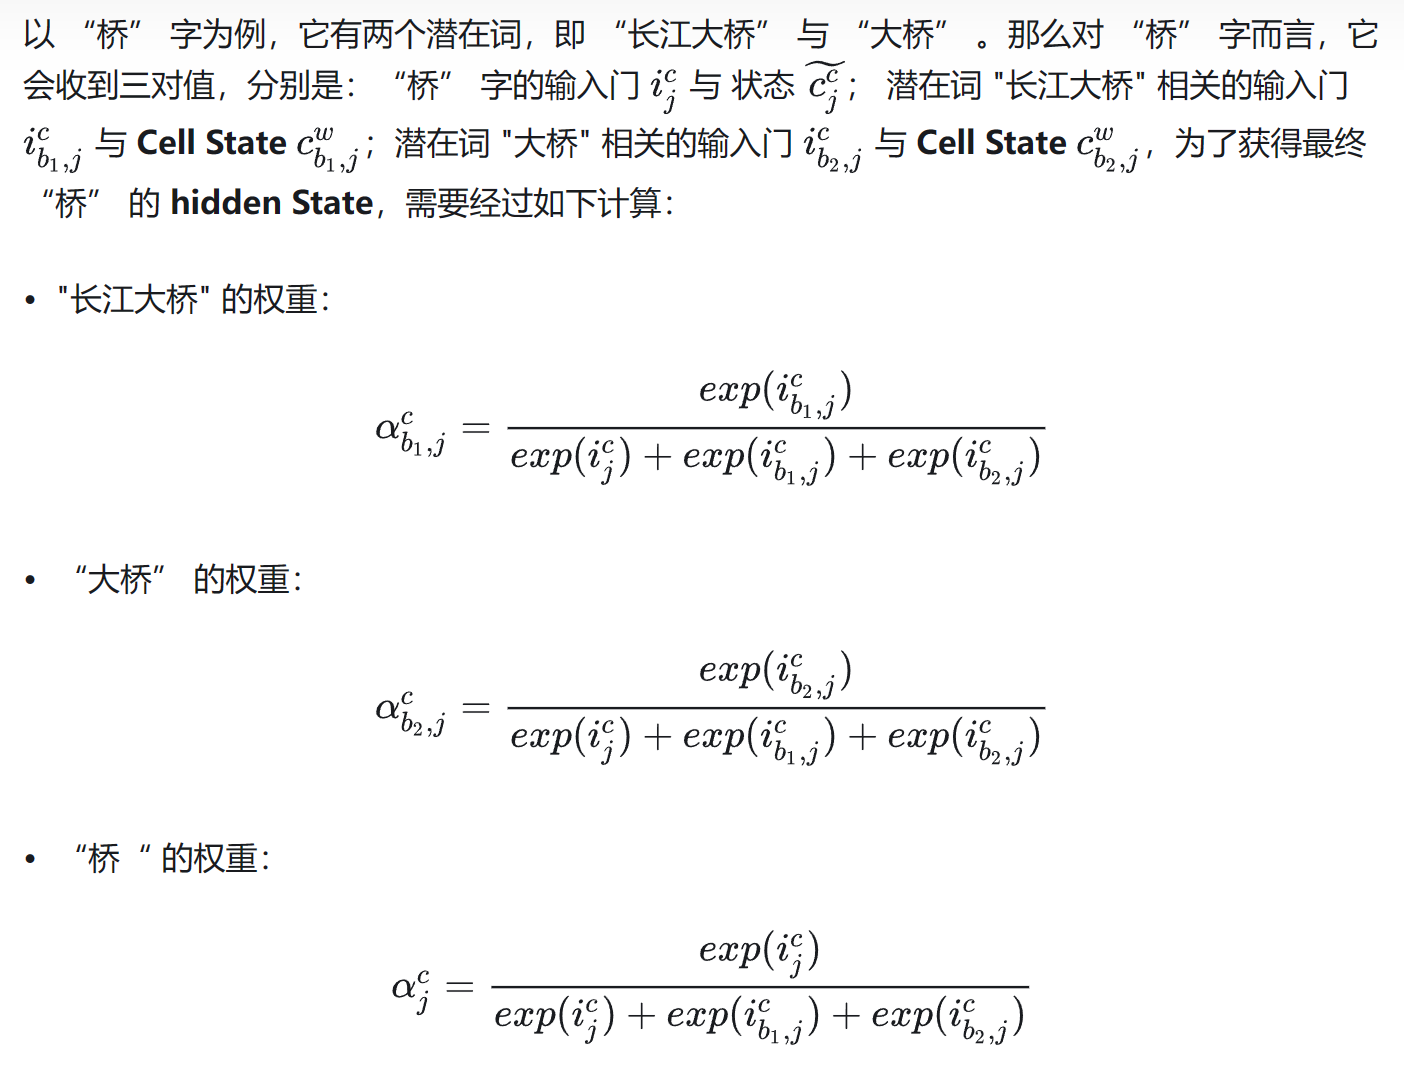 以 “桥” 字为例，它有两个潜在词，即 “长江大桥” 与 “大桥” 。那么对 “桥” 字而言，它
会收到三对值，分别是： “桥” 字的输入门 $i_j^c$ 与 状态 $\widetilde{c_j^c}$； 潜在词 "长江大桥" 相关的输入门
$i_{b_1,j}^c$ 与 Cell State $c_{b_1,j}^w$；潜在词 "大桥" 相关的输入门 $i_{b_2,j}^c$ 与 Cell State $c_{b_2,j}^w$，为了获得最终
“桥” 的 hidden State，需要经过如下计算：
• "长江大桥" 的权重：
$\alpha_{b_1,j}^c = \frac{exp(i_{b_1,j}^c)}{exp(i_j^c) + exp(i_{b_1,j}^c) + exp(i_{b_2,j}^c)}$
• “大桥” 的权重：
$\alpha_{b_2,j}^c = \frac{exp(i_{b_2,j}^c)}{exp(i_j^c) + exp(i_{b_1,j}^c) + exp(i_{b_2,j}^c)}$
• “桥 “ 的权重：
$\alpha_j^c = \frac{exp(i_j^c)}{exp(i_j^c) + exp(i_{b_1,j}^c) + exp(i_{b_2,j}^c)}$